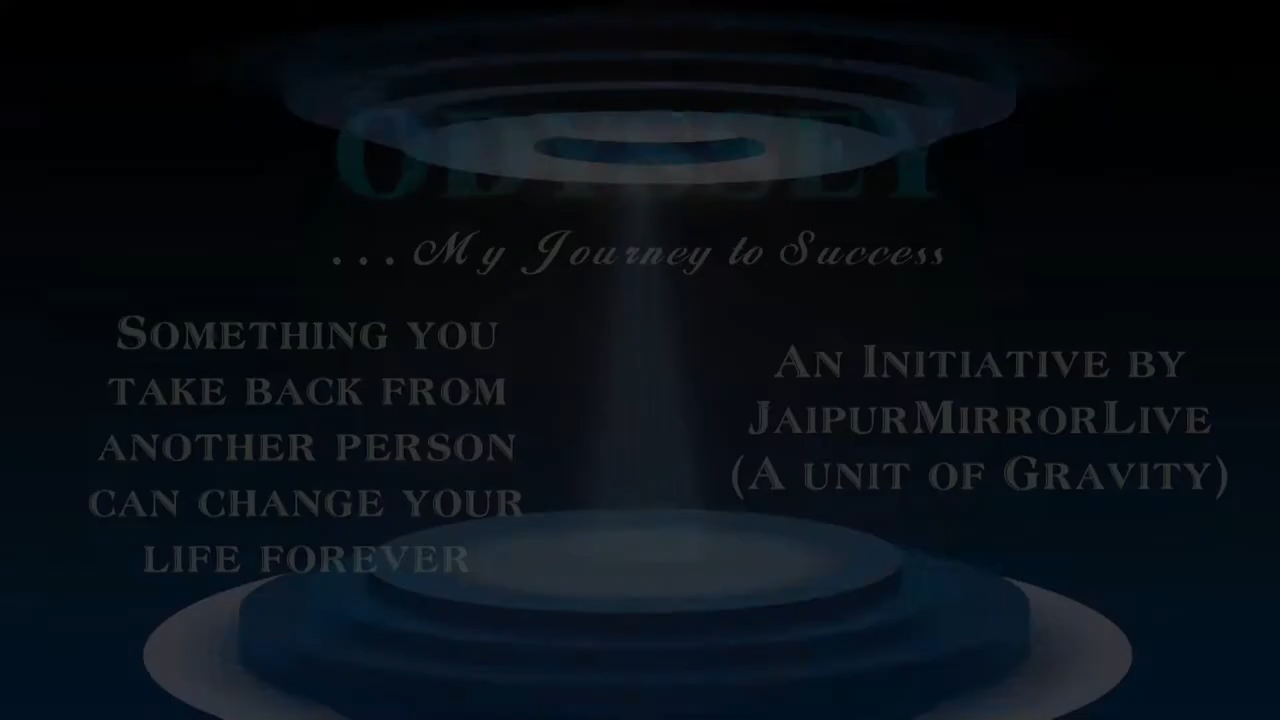 ODYSSEY
...My Journey to Success
SOMETHING YOU
TAKE BACK FROM
ANOTHER PERSON
CAN CHANGE YOUR
LIFE FOREVER
AN INITIATIVE BY
JAIPURMIRRORLIVE
(A UNIT OF GRAVITY)